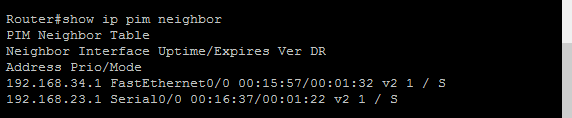 Router#show ip pim neighbor
PIM Neighbor Table
Neighbor Interface Uptime/Expires Ver DR
Address Prio/Mode
192.168.34.1 FastEthernet0/0 00:15:57/00:01:32 v2 1 / S
192.168.23.1 Serial0/0 00:16:37/00:01:22 v2 1 / S